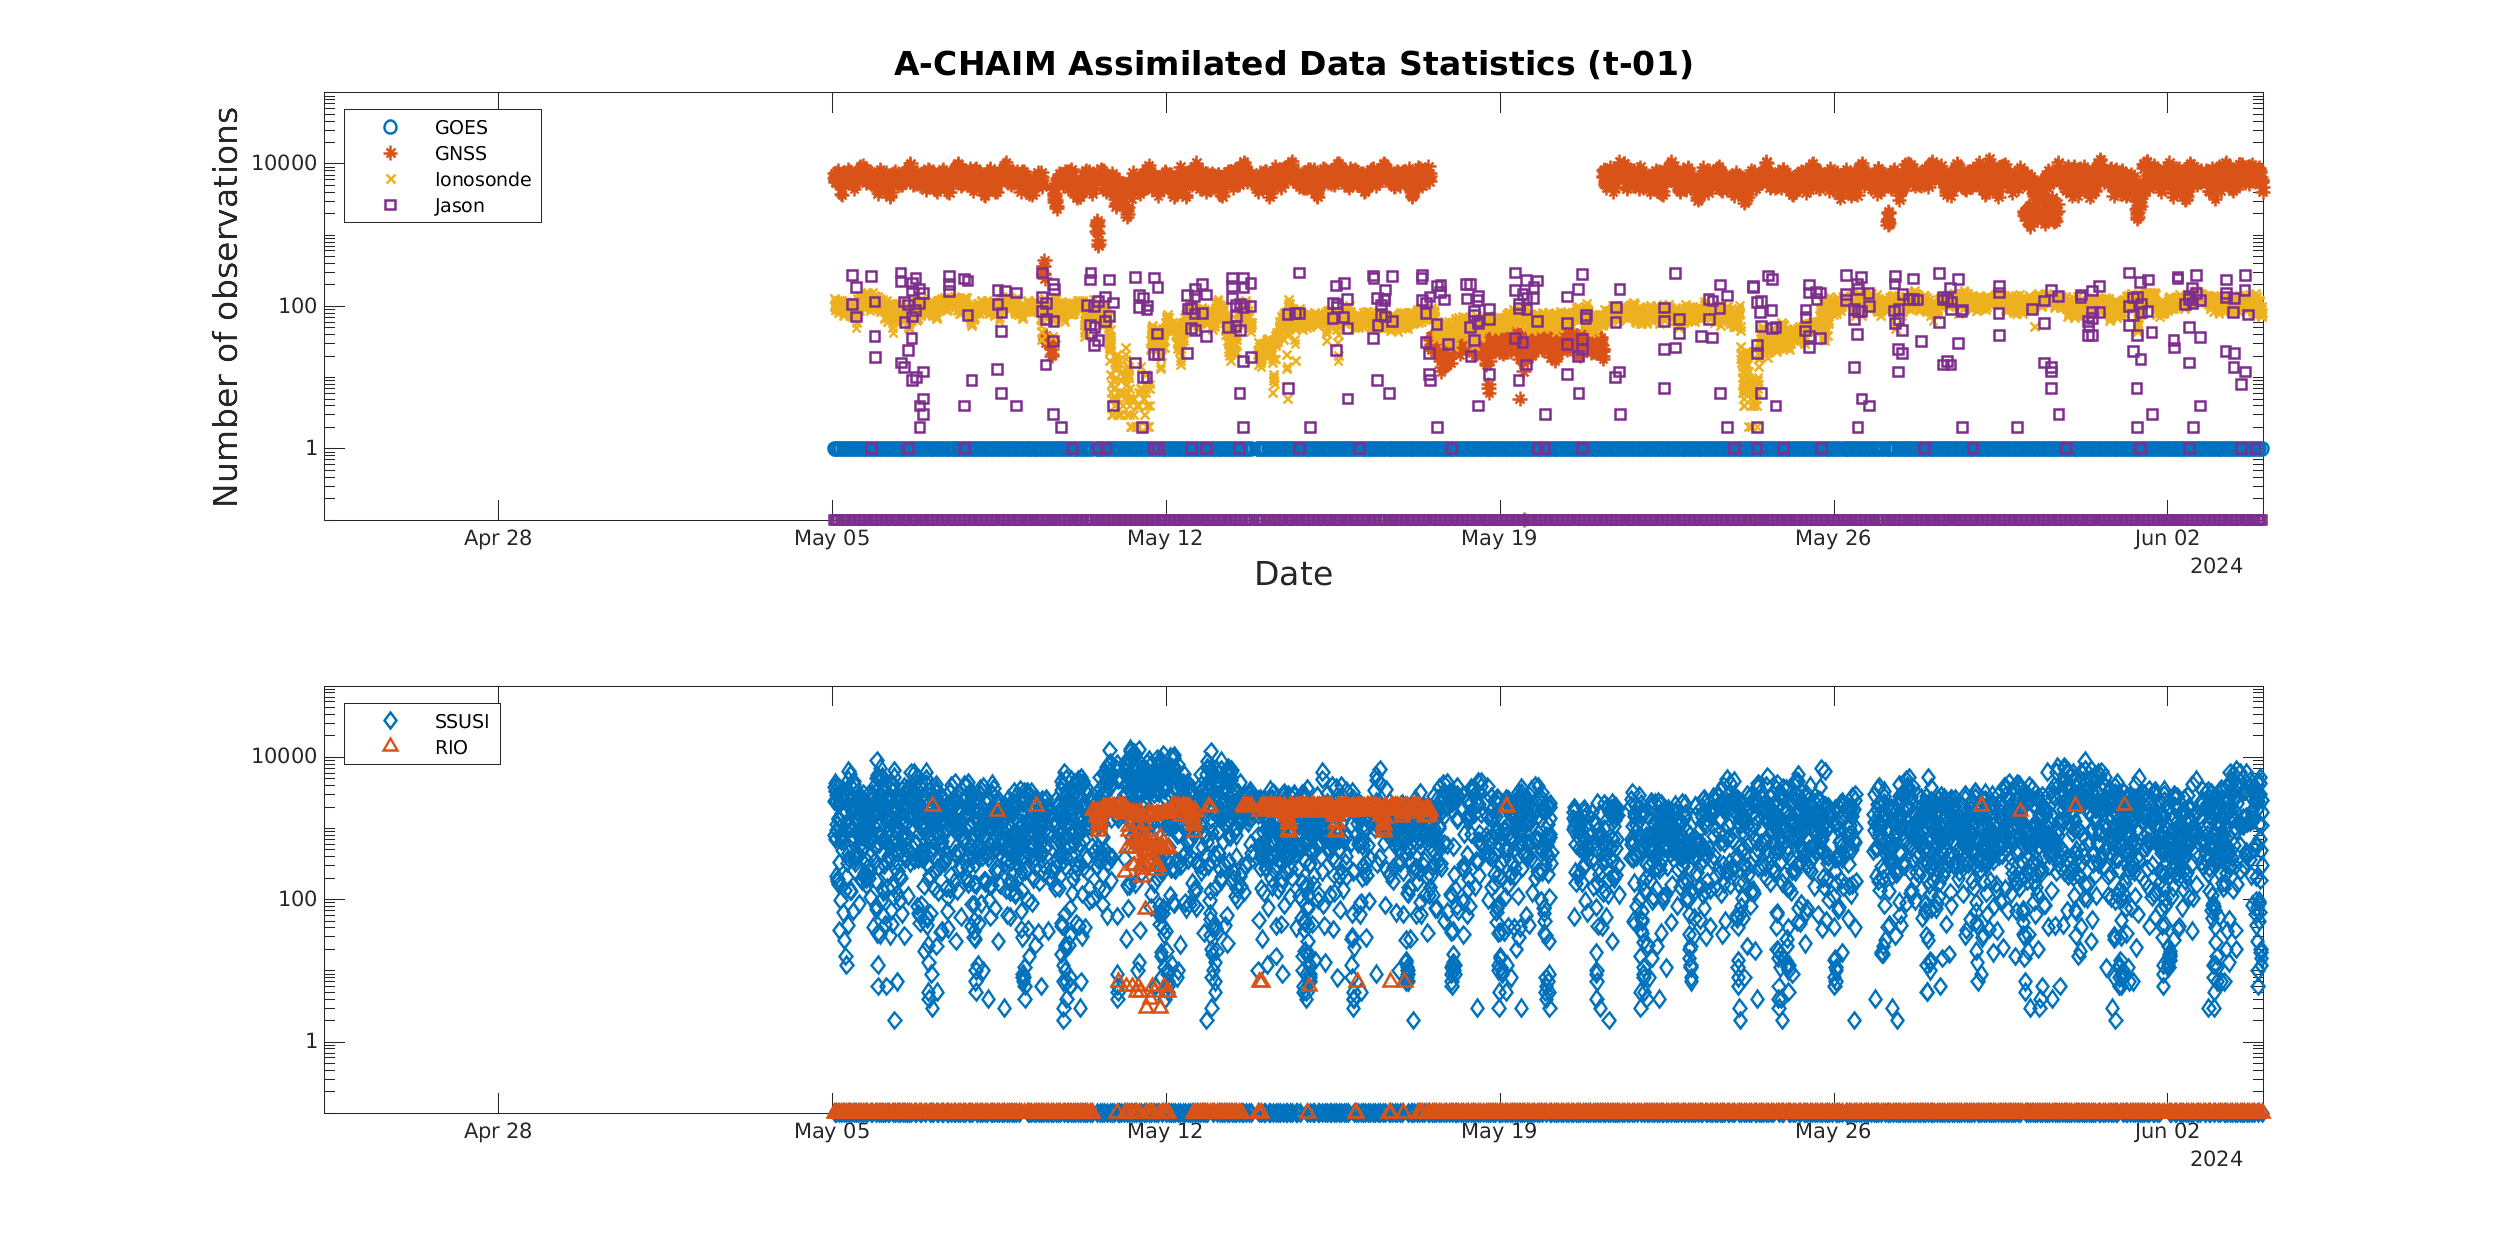 A-CHAIM Assimilated Data Statistics (t-01)
Number of observations
10000
100
1
GOES
GNSS
Ionosonde
Jason
Apr 28
May 05
May 12
May 19
May 26
Jun 02
2024
Date
10000
100
1
SSUSI
RIO
Apr 28
May 05
May 12
May 19
May 26
Jun 02
2024